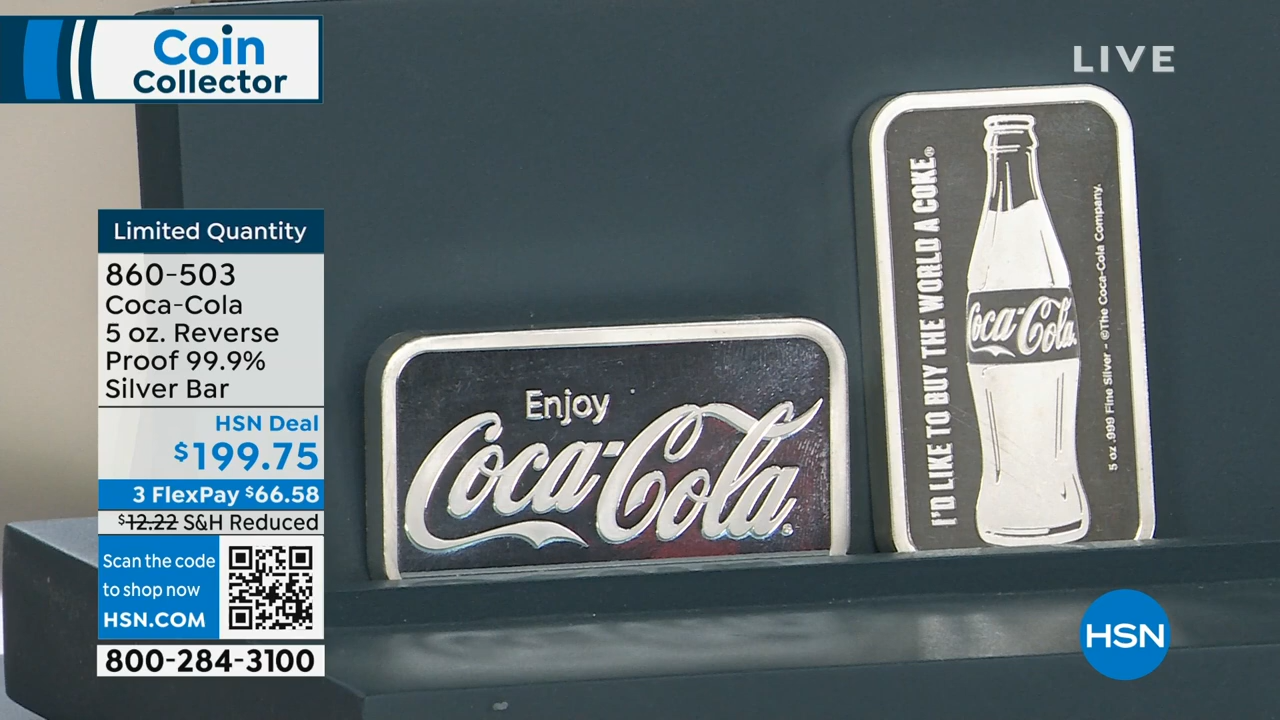 Coin
Collector
LIVE
Limited Quantity
860-503
Coca-Cola
5 oz. Reverse
Proof 99.9%
Silver Bar
HSN Deal
$199.75
3 FlexPay $66.58
$12.22 S&H Reduced
Scan the code
to shop now
HSN.COM
800-284-3100
Enjoy
Coca-Cola®
I'D LIKE TO BUY THE WORLD A COKE®
Coca-Cola
5 oz .999 Fine Silver - ©The Coca-Cola Company.
HSN